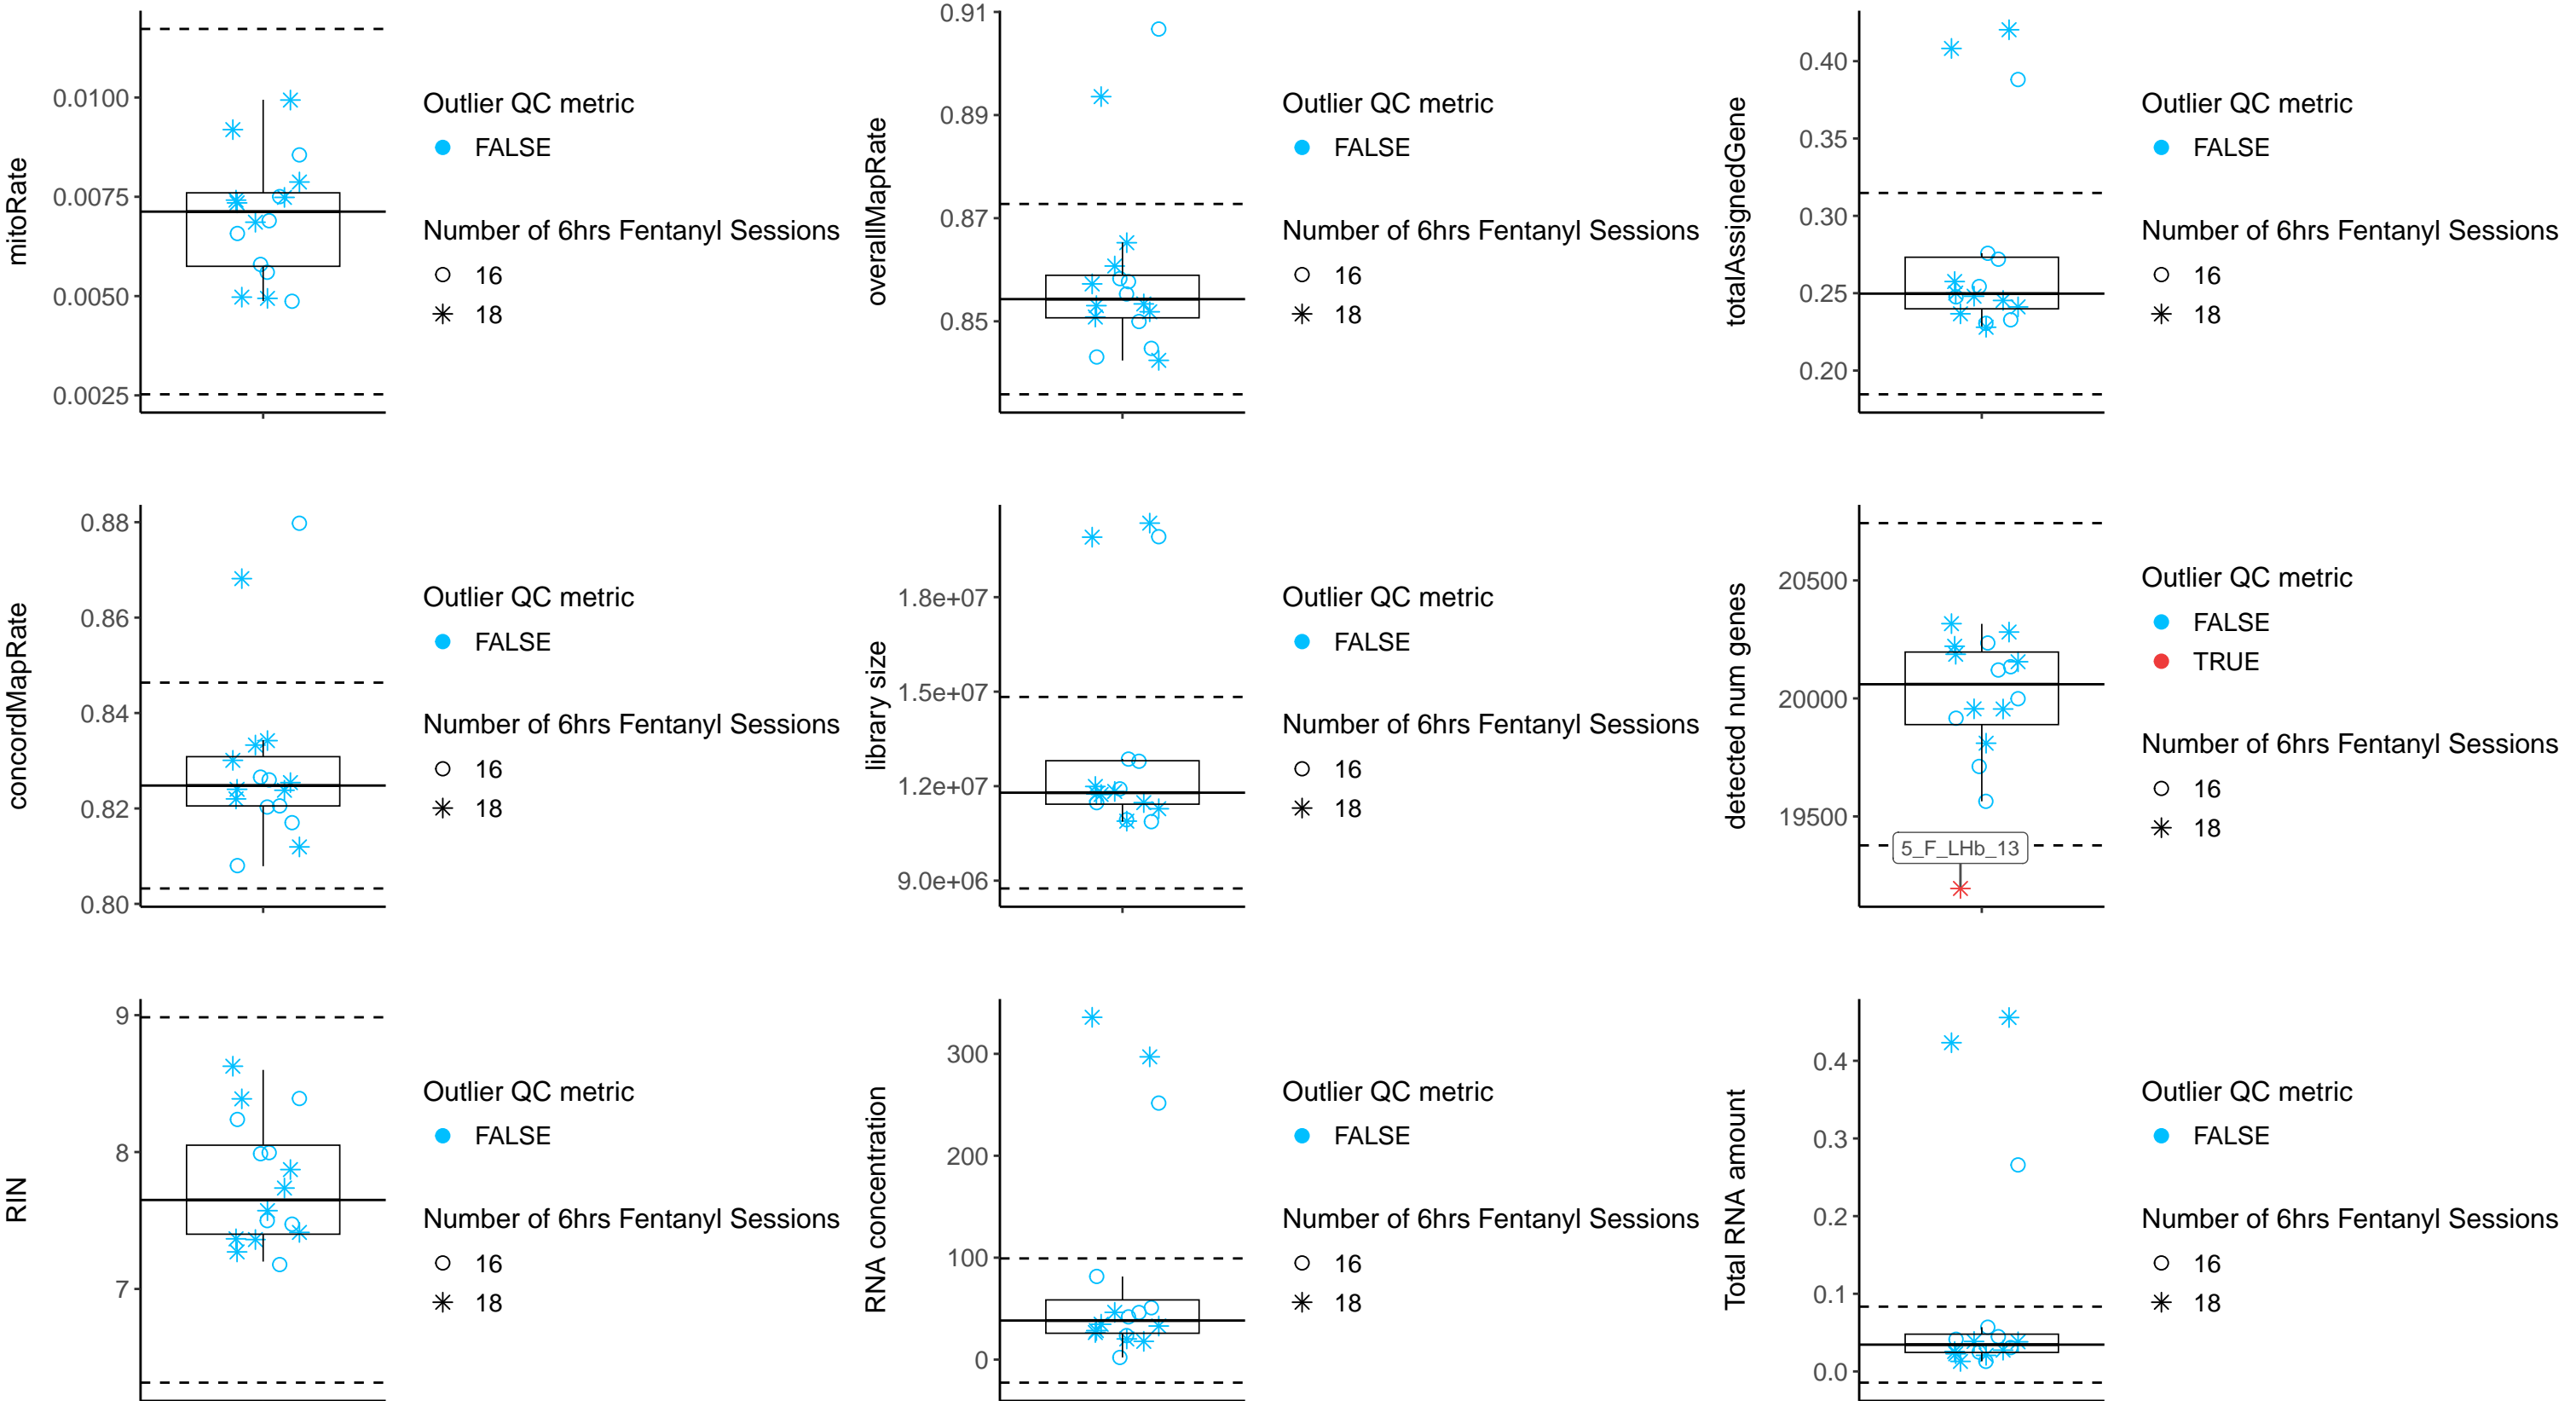 mitoRate
0.0100
0.0075
0.0050
0.0025
Outlier QC metric
FALSE
Number of 6hrs Fentanyl Sessions
16
18
overallMapRate
0.91
0.89
0.87
0.85
Outlier QC metric
FALSE
Number of 6hrs Fentanyl Sessions
16
18
totalAssignedGene
0.40
0.35
0.30
0.25
0.20
Outlier QC metric
FALSE
Number of 6hrs Fentanyl Sessions
16
18
concordMapRate
0.88
0.86
0.84
0.82
0.80
Outlier QC metric
FALSE
Number of 6hrs Fentanyl Sessions
16
18
library size
1.8e+07
1.5e+07
1.2e+07
9.0e+06
Outlier QC metric
FALSE
Number of 6hrs Fentanyl Sessions
16
18
detected num genes
20500
20000
19500
5_F_LHb_13
Outlier QC metric
FALSE
TRUE
Number of 6hrs Fentanyl Sessions
16
18
RIN
9
8
7
Outlier QC metric
FALSE
Number of 6hrs Fentanyl Sessions
16
18
RNA concentration
300
200
100
0
Outlier QC metric
FALSE
Number of 6hrs Fentanyl Sessions
16
18
Total RNA amount
0.4
0.3
0.2
0.1
0.0
Outlier QC metric
FALSE
Number of 6hrs Fentanyl Sessions
16
18